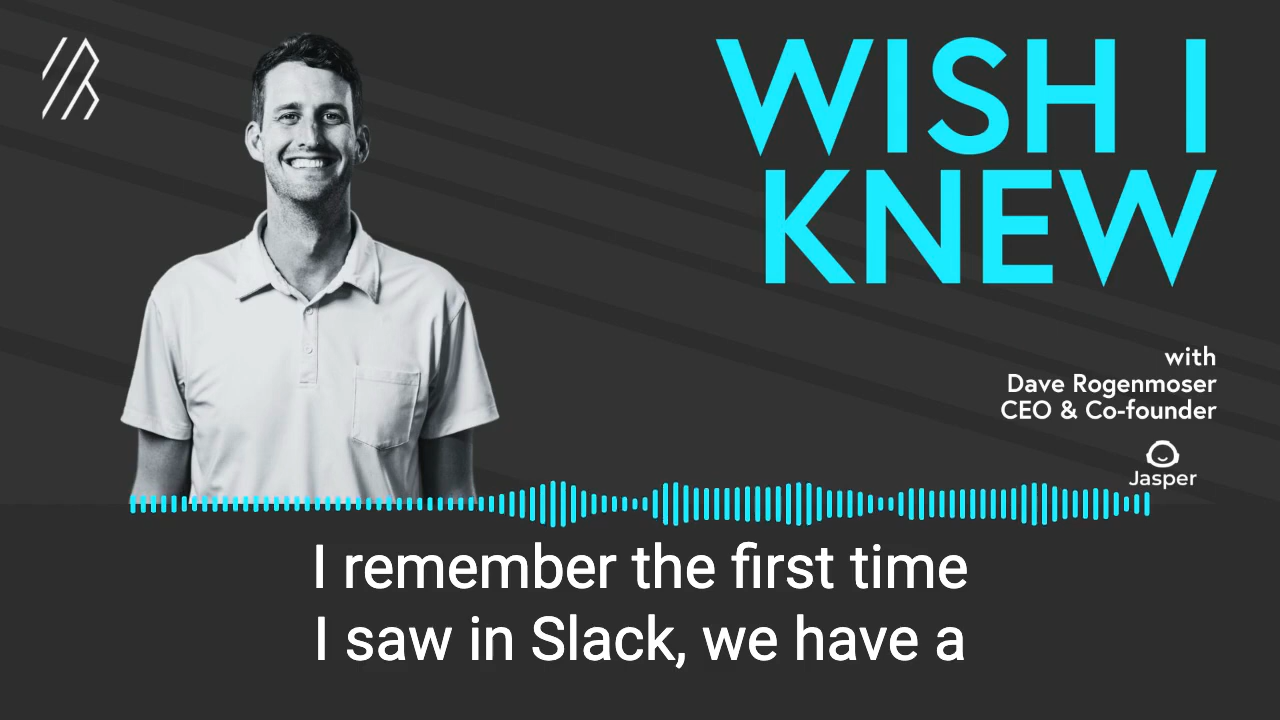 WISH I
KNEW
with
Dave Rogenmoser
CEO & Co-founder
Jasper
I remember the first time
I saw in Slack, we have a